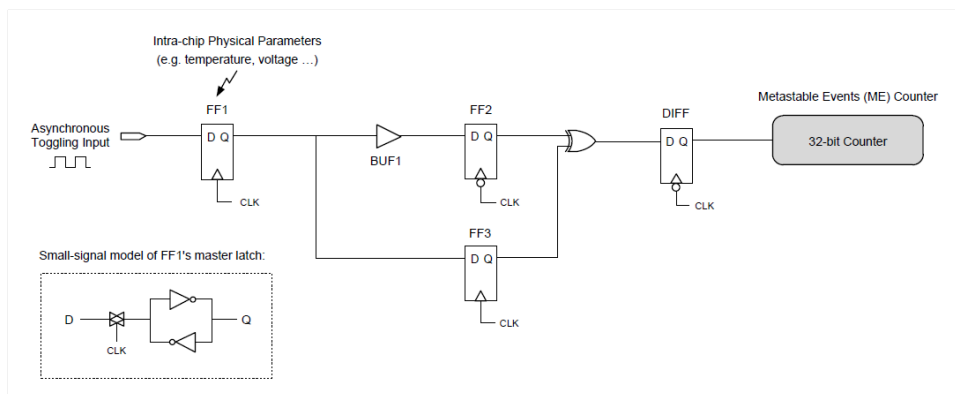 Intra-chip Physical Parameters
(e.g. temperature, voltage ...)
FF1
D Q
CLK
Asynchronous
Toggling Input
BUF1
FF2
D Q
CLK
FF3
D Q
CLK
DIFF
D Q
CLK
Metastable Events (ME) Counter
32-bit Counter
Small-signal model of FF1's master latch:
D
CLK
Q